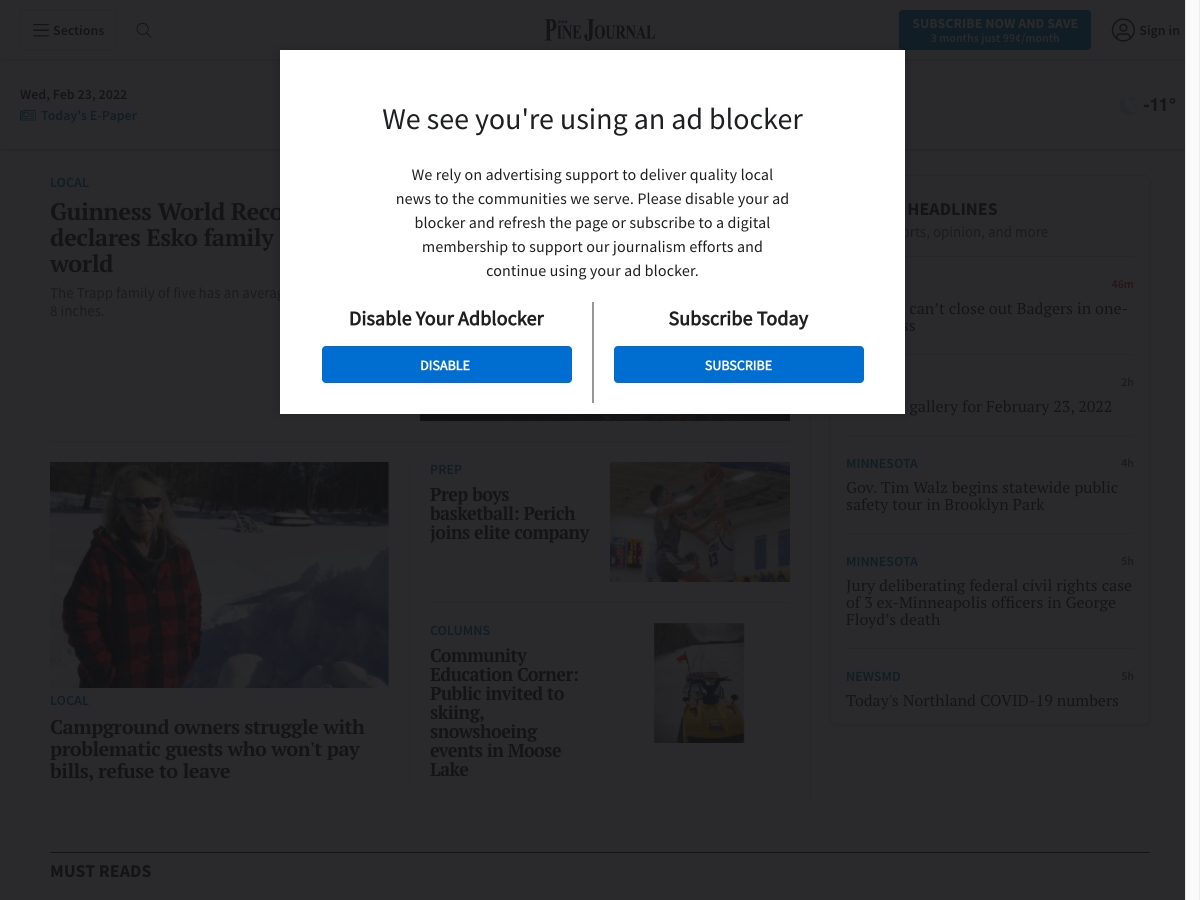 Sections
PINE JOURNAL
SUBSCRIBE NOW AND SAVE
3 months just 99¢/month
Sign in
Wed, Feb 23, 2022
Today's E-Paper
-11°
We see you're using an ad blocker
We rely on advertising support to deliver quality local
news to the communities we serve. Please disable your ad
blocker and refresh the page or subscribe to a digital
membership to support our journalism efforts and
continue using your ad blocker.
Disable Your Adblocker
DISABLE
Subscribe Today
SUBSCRIBE
LOCAL
Guinness World Reco
declares Esko family
world
The Trapp family of five has an averag
8 inches.
LOCAL
Campground owners struggle with
problematic guests who won't pay
bills, refuse to leave
PREP
Prep boys
basketball: Perich
joins elite company
COLUMNS
Community
Education Corner:
Public invited to
skiing,
snowshoeing
events in Moose
Lake
HEADLINES
orts, opinion, and more
46m
can’t close out Badgers in one-
ss
2h
gallery for February 23, 2022
MINNESOTA
4h
Gov. Tim Walz begins statewide public
safety tour in Brooklyn Park
MINNESOTA
5h
Jury deliberating federal civil rights case
of 3 ex-Minneapolis officers in George
Floyd’s death
NEWSMD
5h
Today's Northland COVID-19 numbers
MUST READS